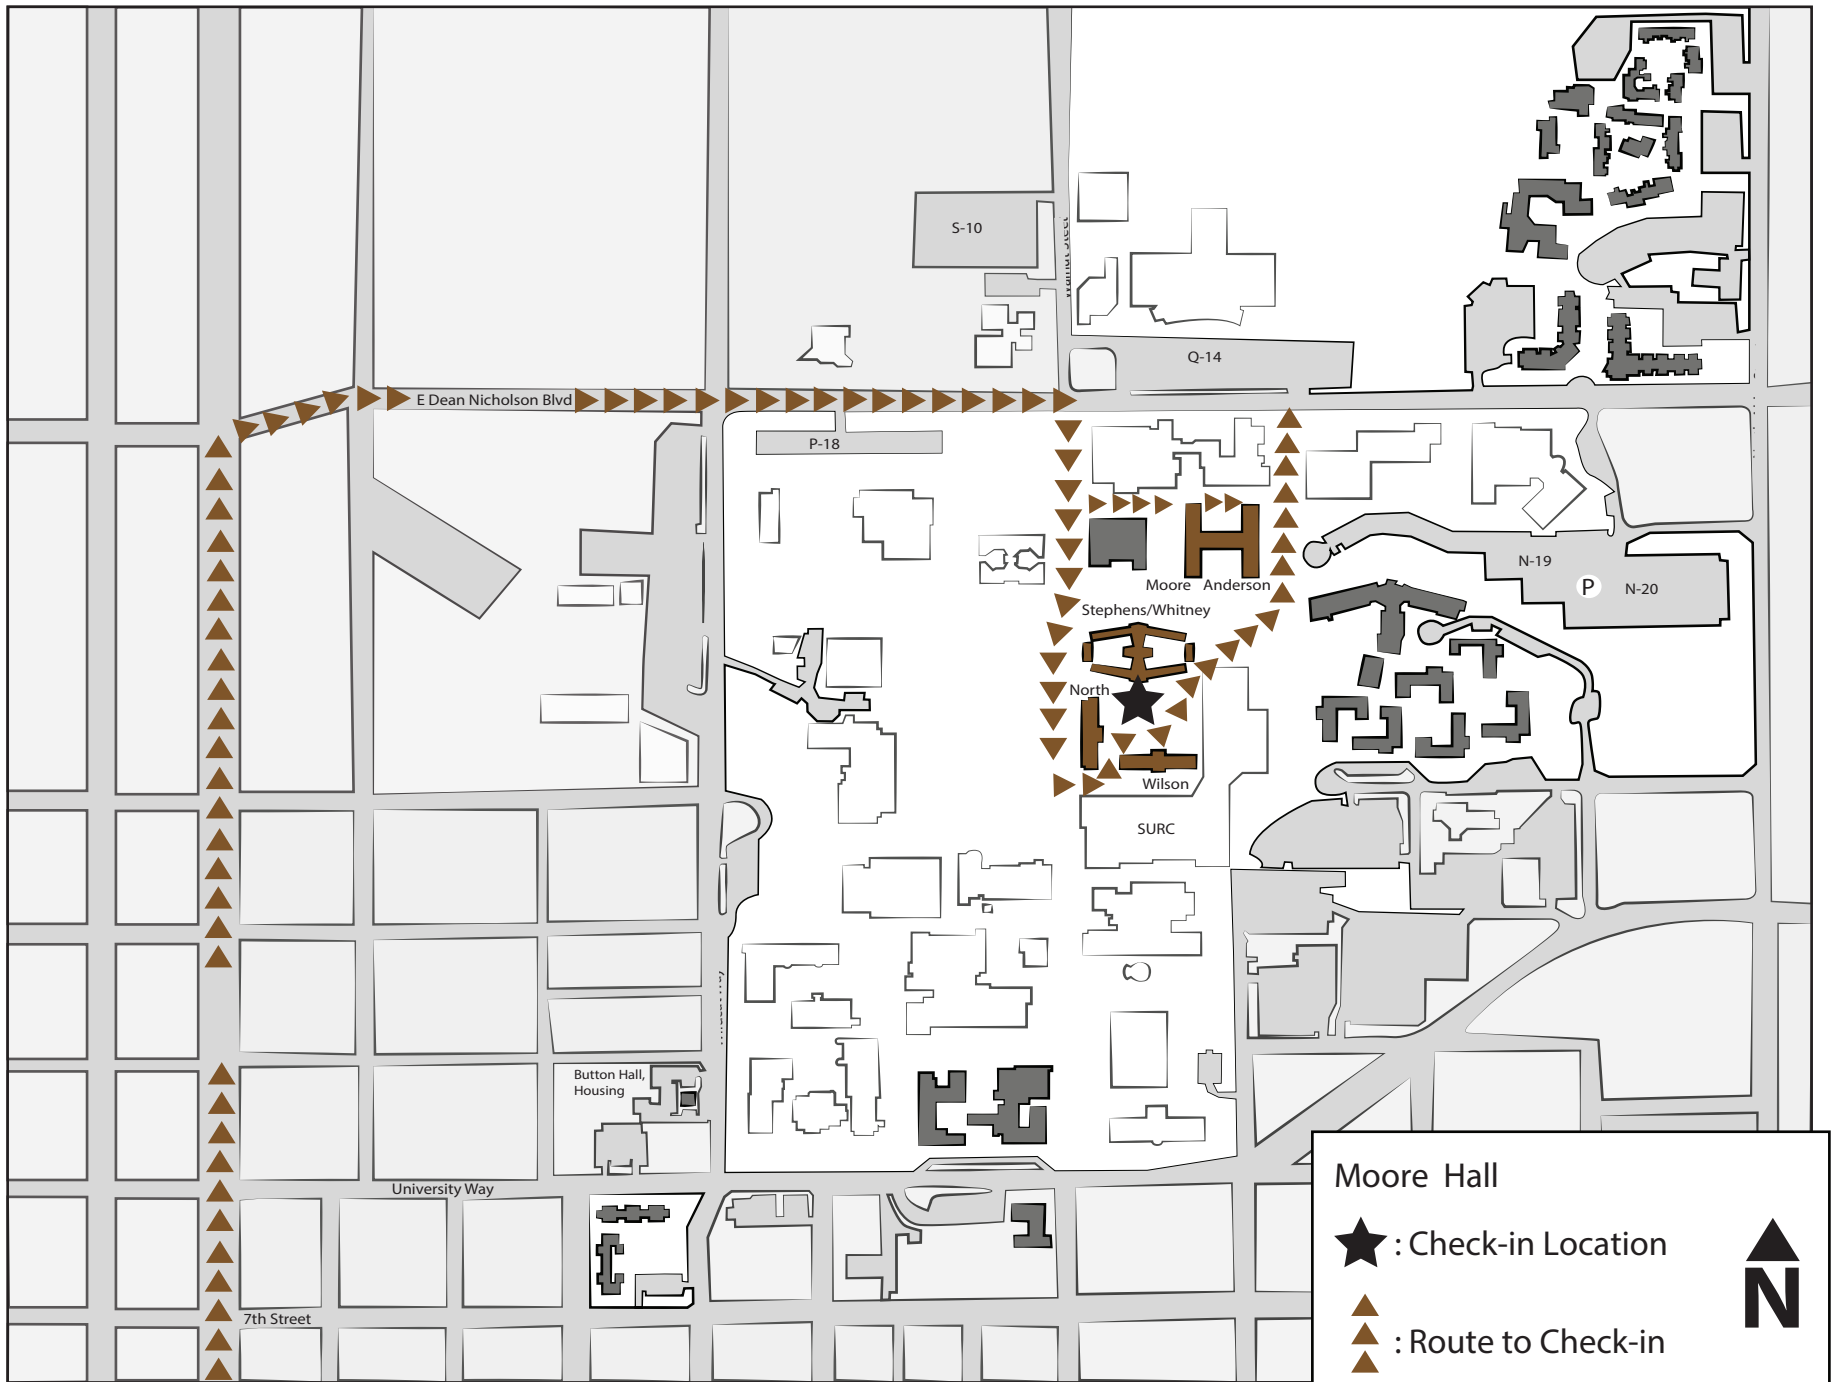 S-10
Q-14
E Dean Nicholson Blvd
P-18
N-19
P
N-20
Moore Anderson
Stephens/Whitney
North
Wilson
SURC
Button Hall,
Housing
University Way
7th Street
Moore Hall
: Check-in Location
: Route to Check-in
N